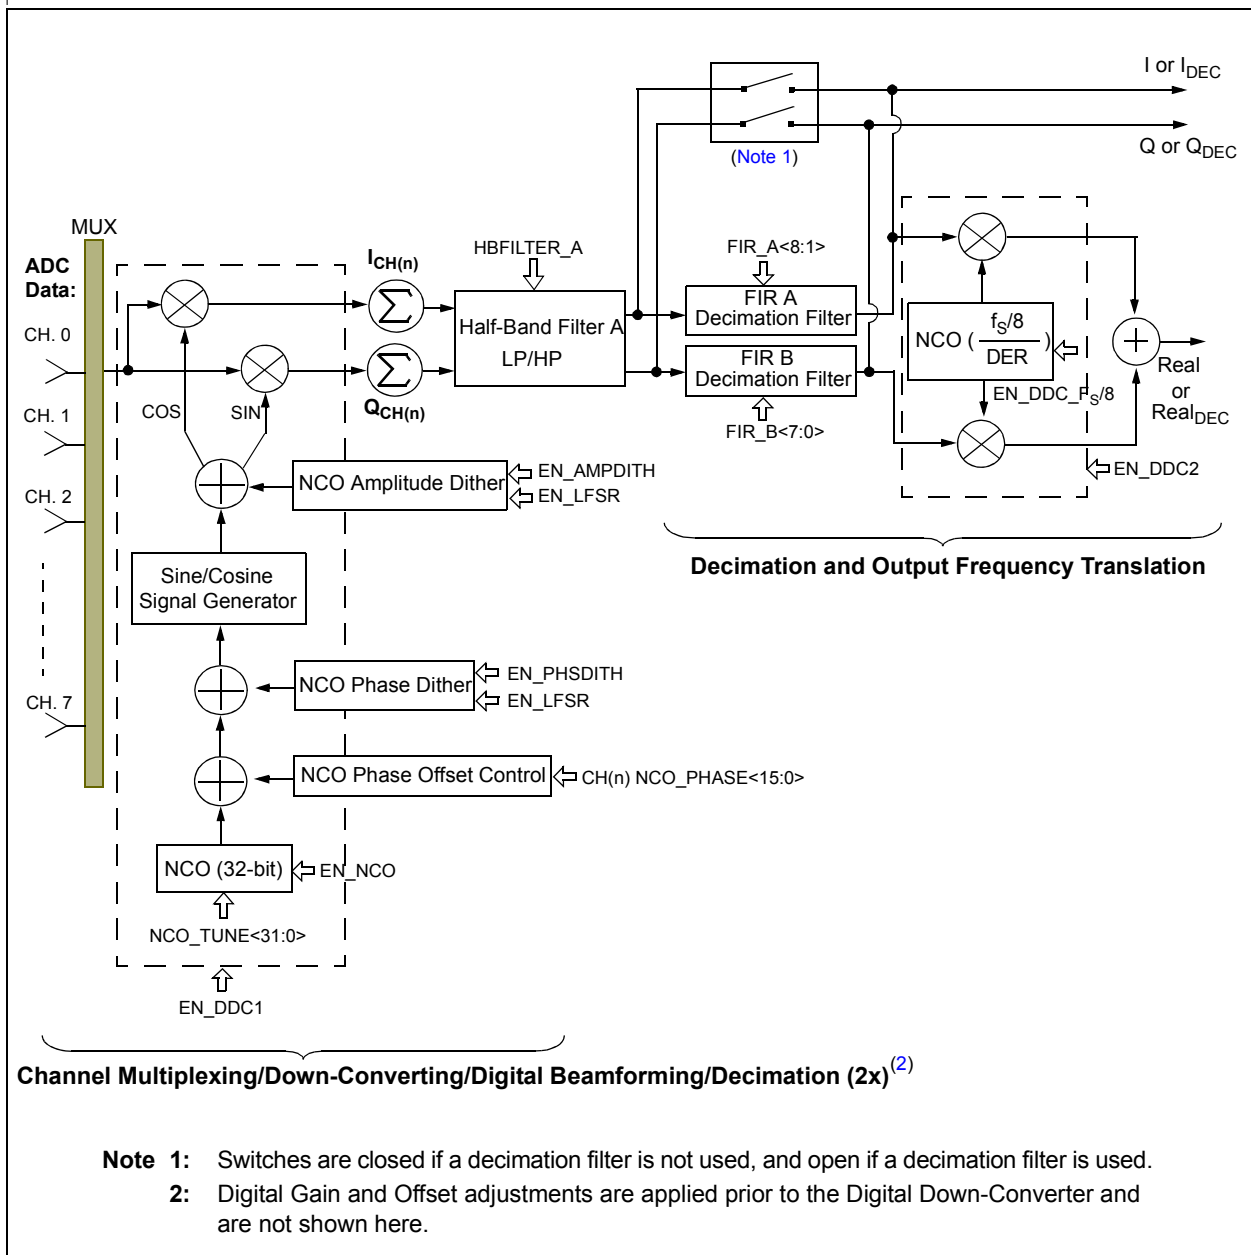 I or IDEC
Q or QDEC
(Note 1)
MUX
ADC
Data:
CH. 0
CH. 1
CH. 2
CH. 7
COS
SIN
ICH(n)
QCH(n)
HBFILTER_A
Half-Band Filter A
LP/HP
FIR_A<8:1>
FIR A
Decimation Filter
FIR B
Decimation Filter
FIR_B<7:0>
NCO ( fS/8
DER )
EN_DDC_FS/8
EN_DDC2
Real
or
RealDEC
NCO Amplitude Dither
EN_AMPDITH
EN_LFSR
Sine/Cosine
Signal Generator
NCO Phase Dither
EN_PHSDITH
EN_LFSR
NCO Phase Offset Control
CH(n) NCO_PHASE<15:0>
NCO (32-bit)
EN_NCO
NCO_TUNE<31:0>
EN_DDC1
Decimation and Output Frequency Translation
Channel Multiplexing/Down-Converting/Digital Beamforming/Decimation (2x)(2)
Note 1: Switches are closed if a decimation filter is not used, and open if a decimation filter is used.
2: Digital Gain and Offset adjustments are applied prior to the Digital Down-Converter and
are not shown here.